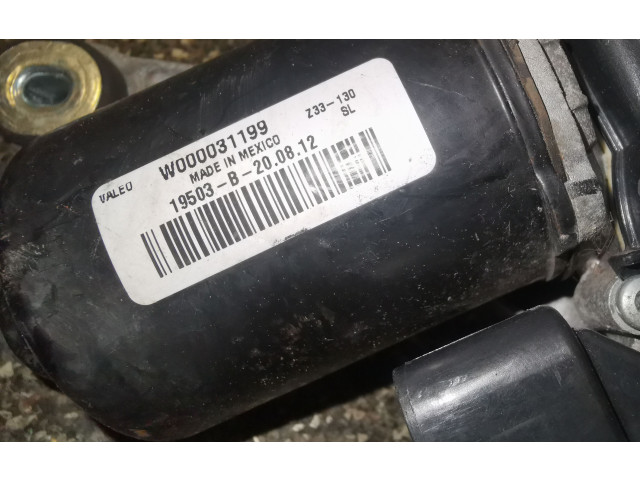 VALEO
W000031199
Z33-130
MADE IN MEXICO
SL
19503-B-20.08.12